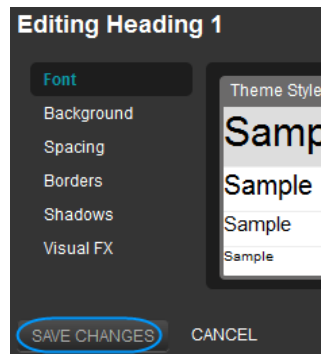 Editing Heading 1
Font
Background
Spacing
Borders
Shadows
Visual FX
Theme Style
Samp
Sample
Sample
Sample
SAVE CHANGES
CANCEL